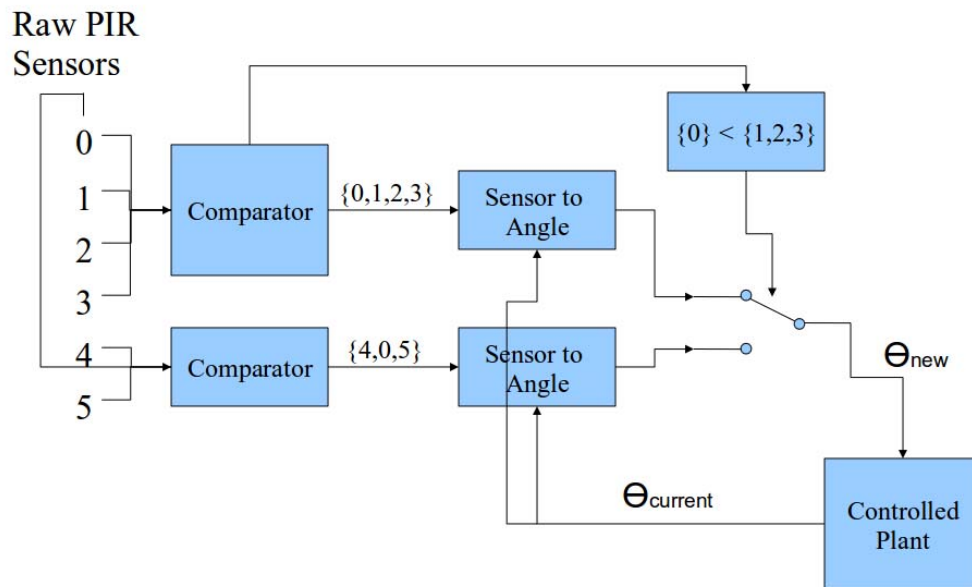 Raw PIR
Sensors
0
1
2
3
4
5
Comparator
{0,1,2,3}
Sensor to
Angle
{0} < {1,2,3}
Comparator
{4,0,5}
Sensor to
Angle
Θnew
Θcurrent
Controlled
Plant